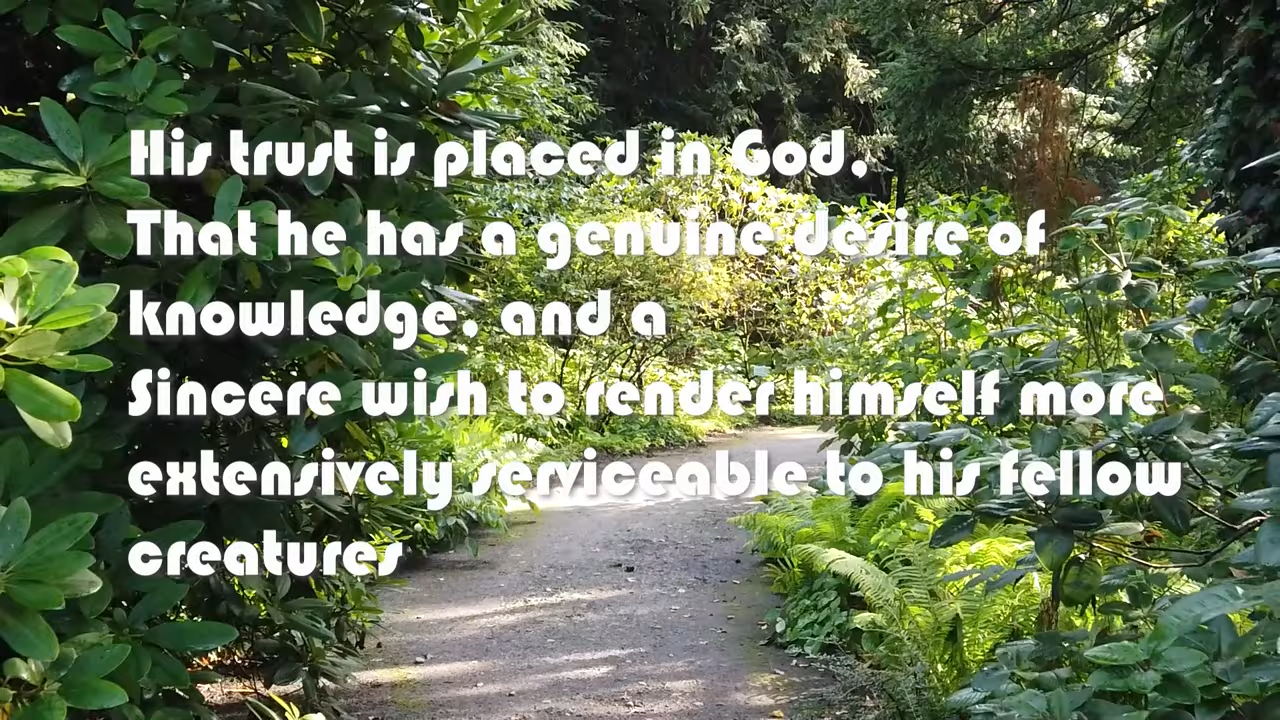 His trust is placed in God,
That he has a genuine desire of
knowledge, and a
Sincere wish to render himself more
extensively serviceable to his fellow
creatures